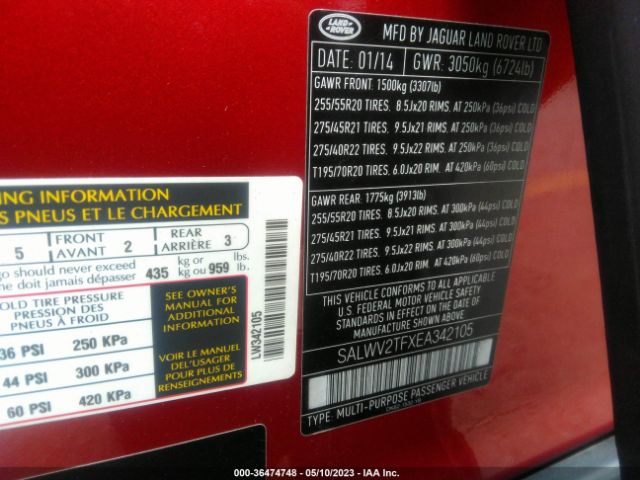 LAND ROVER
MFD BY JAGUAR LAND ROVER LTD
DATE: 01/14 GWR: 3050kg (6724lb)
GAWR FRONT: 1500kg (3307lb)
255/55R20 TIRES. 8.5Jx20 RIMS. AT 250kPa (36psi) COLD
275/45R21 TIRES. 9.5Jx21 RIMS. AT 250kPa (36psi) COLD
275/40R22 TIRES. 9.5Jx22 RIMS. AT 250kPa (36psi) COLD
T195/70R20 TIRES. 6.0Jx20 RIM. AT 420kPa (60psi) COLD
GAWR REAR: 1775kg (3913lb)
255/55R20 TIRES. 8.5Jx20 RIMS. AT 300kPa (44psi) COLD
275/45R21 TIRES. 9.5Jx21 RIMS. AT 300kPa (44psi) COLD
275/40R22 TIRES. 9.5Jx22 RIMS. AT 300kPa (44psi) COLD
T195/70R20 TIRES. 6.0Jx20 RIM. AT 420kPa (60psi) COLD
THIS VEHICLE CONFORMS TO ALL APPLICABLE
U.S. FEDERAL MOTOR VEHICLE SAFETY AND
THEFT PREVENTION STANDARDS IN EFFECT ON
THE DATE OF MANUFACTURE SHOWN ABOVE.
SALWV2TFXEA342105
TYPE: MULTI-PURPOSE PASSENGER VEHICLE
ING INFORMATION
S PNEUS ET LE CHARGEMENT
5 FRONT AVANT 2 REAR ARRIÈRE 3
go should never exceed
ne doit jamais dépasser 435 kg or kg ou 959 lbs. lb.
OLD TIRE PRESSURE
PRESSION DES
PNEUS À FROID
36 PSI 250 KPA
44 PSI 300 KPA
60 PSI 420 KPA
SEE OWNER'S
MANUAL FOR
ADDITIONAL
INFORMATION
VOIR LE MANUEL
DE L'USAGER
POUR PLUS DE
RENSEIGNEMENTS
LW342105
000-36474748 - 05/10/2023 - IAA Inc.